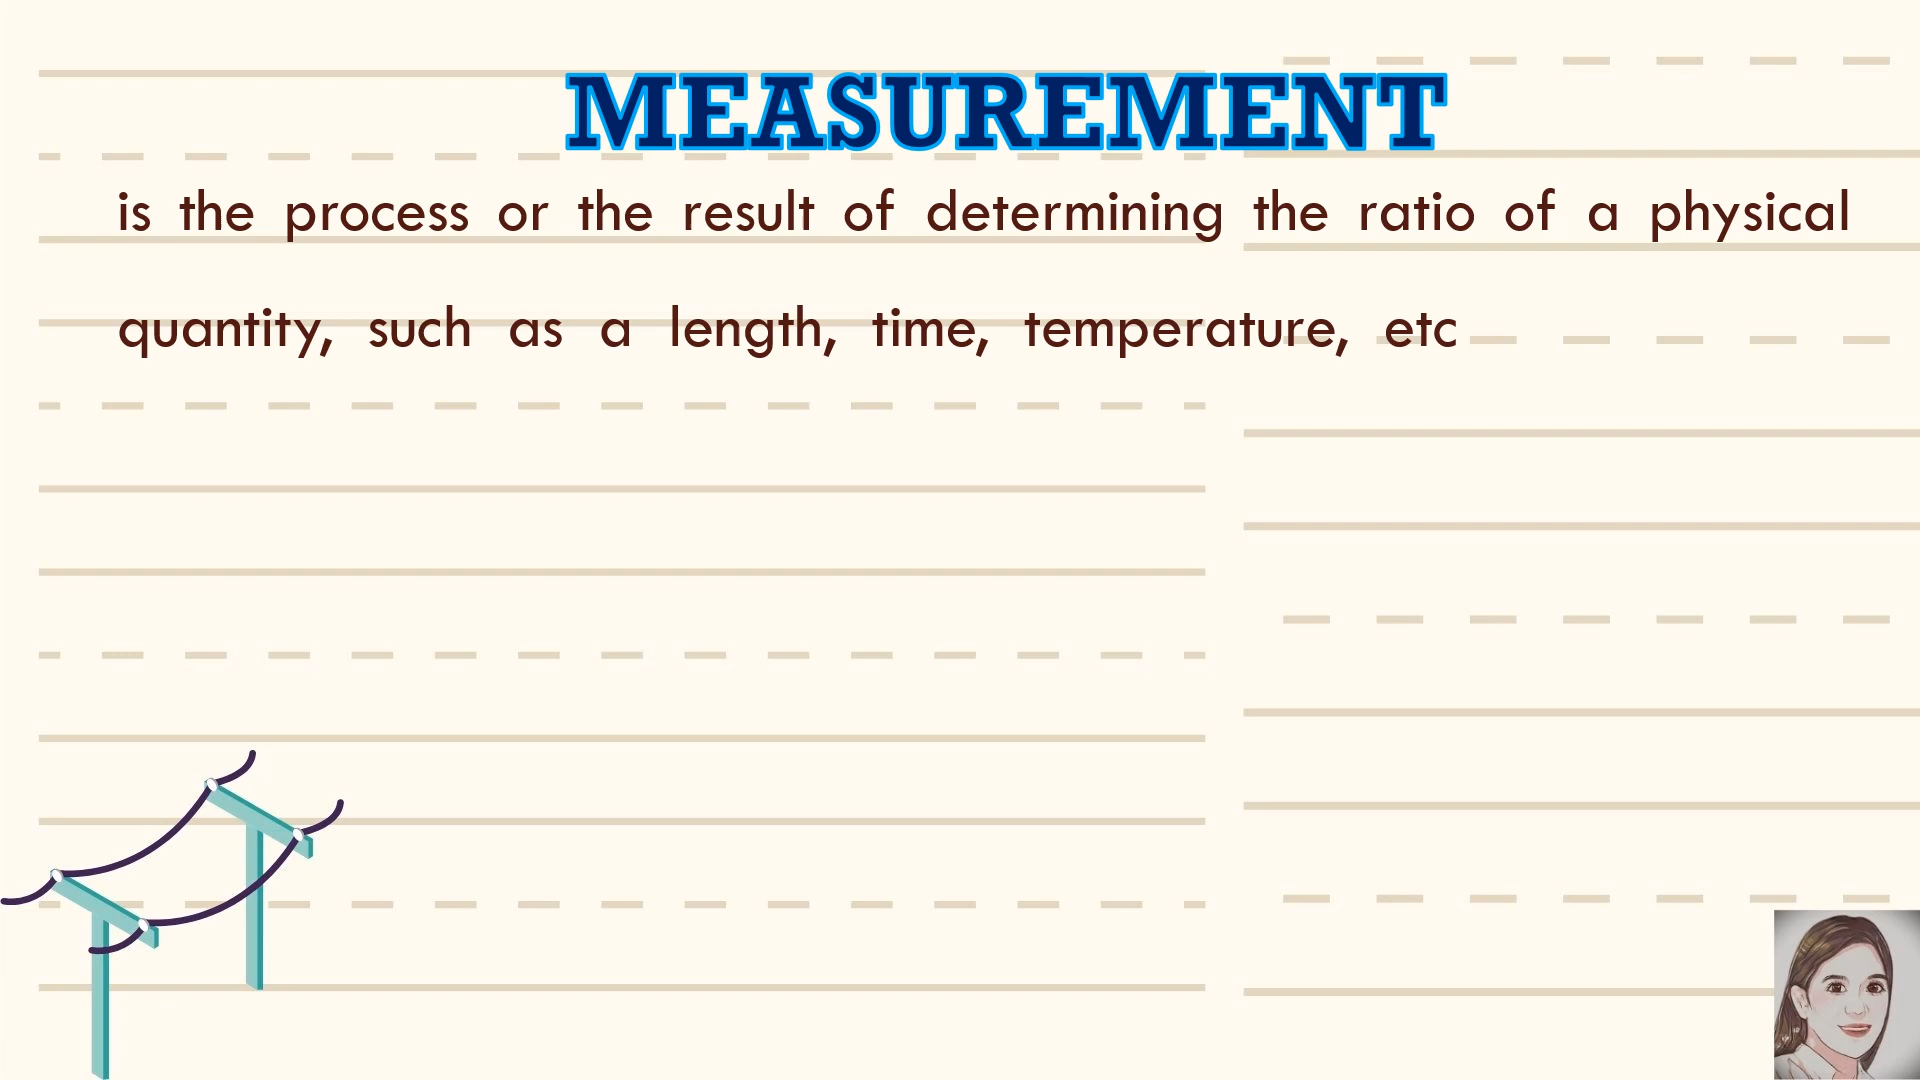 MEASUREMENT
is the process or the result of determining the ratio of a physical
quantity, such as a length, time, temperature, etc